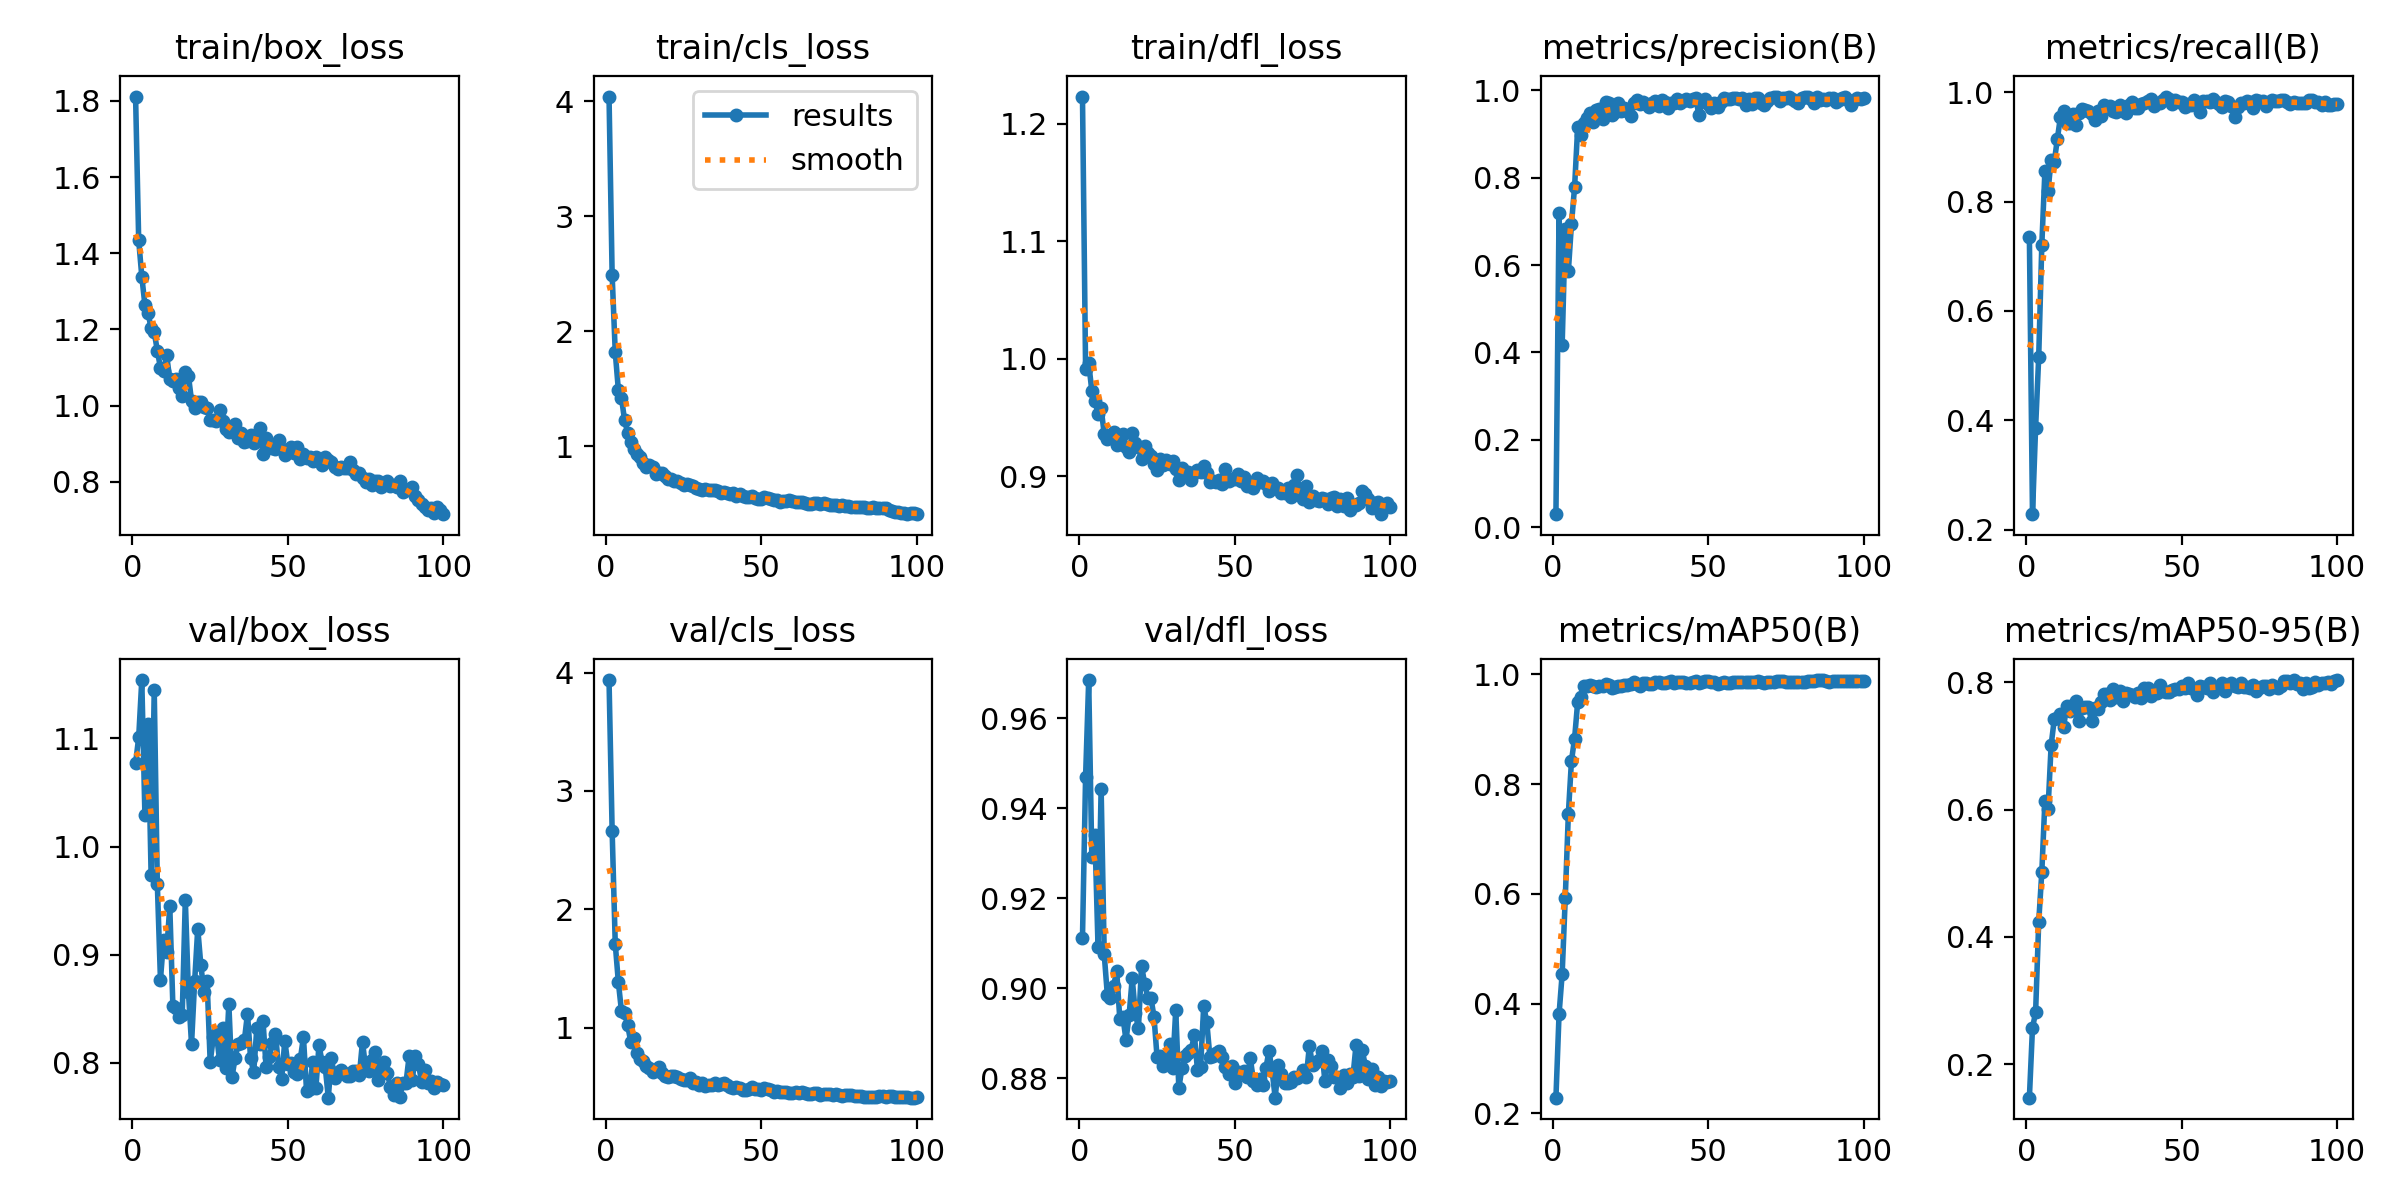 train/box_loss
1.8
1.6
1.4
1.2
1.0
0.8
0 50 100
train/cls_loss
results
smooth
4
3
2
1
0 50 100
train/dfl_loss
1.2
1.1
1.0
0.9
0 50 100
metrics/precision(B)
1.0
0.8
0.6
0.4
0.2
0.0
0 50 100
metrics/recall(B)
1.0
0.8
0.6
0.4
0.2
0 50 100
val/box_loss
1.1
1.0
0.9
0.8
0 50 100
val/cls_loss
4
3
2
1
0 50 100
val/dfl_loss
0.96
0.94
0.92
0.90
0.88
0 50 100
metrics/mAP50(B)
1.0
0.8
0.6
0.4
0.2
0 50 100
metrics/mAP50-95(B)
0.8
0.6
0.4
0.2
0 50 100